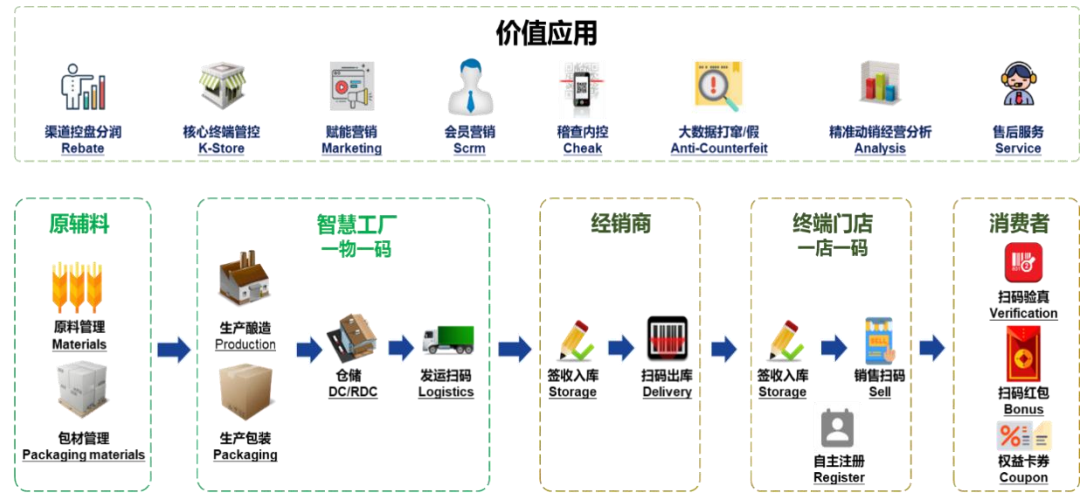 价值应用
渠道控盘分润
Rebate
核心终端管控
K-Store
赋能营销
Marketing
会员营销
Scrm
稽查内控
Cheak
大数据打窜/假
Anti-Counterfeit
精准动销经营分析
Analysis
售后服务
Service
原辅料
原料管理
Materials
包材管理
Packaging materials
智慧工厂
一物一码
生产酿造
Production
生产包装
Packaging
仓储
DC/RDC
发运扫码
Logistics
经销商
签收入库
Storage
扫码出库
Delivery
终端门店
一店一码
签收入库
Storage
SELL
销售扫码
Sell
自主注册
Register
消费者
扫码验真
Verification
扫码红包
Bonus
权益卡券
Coupon